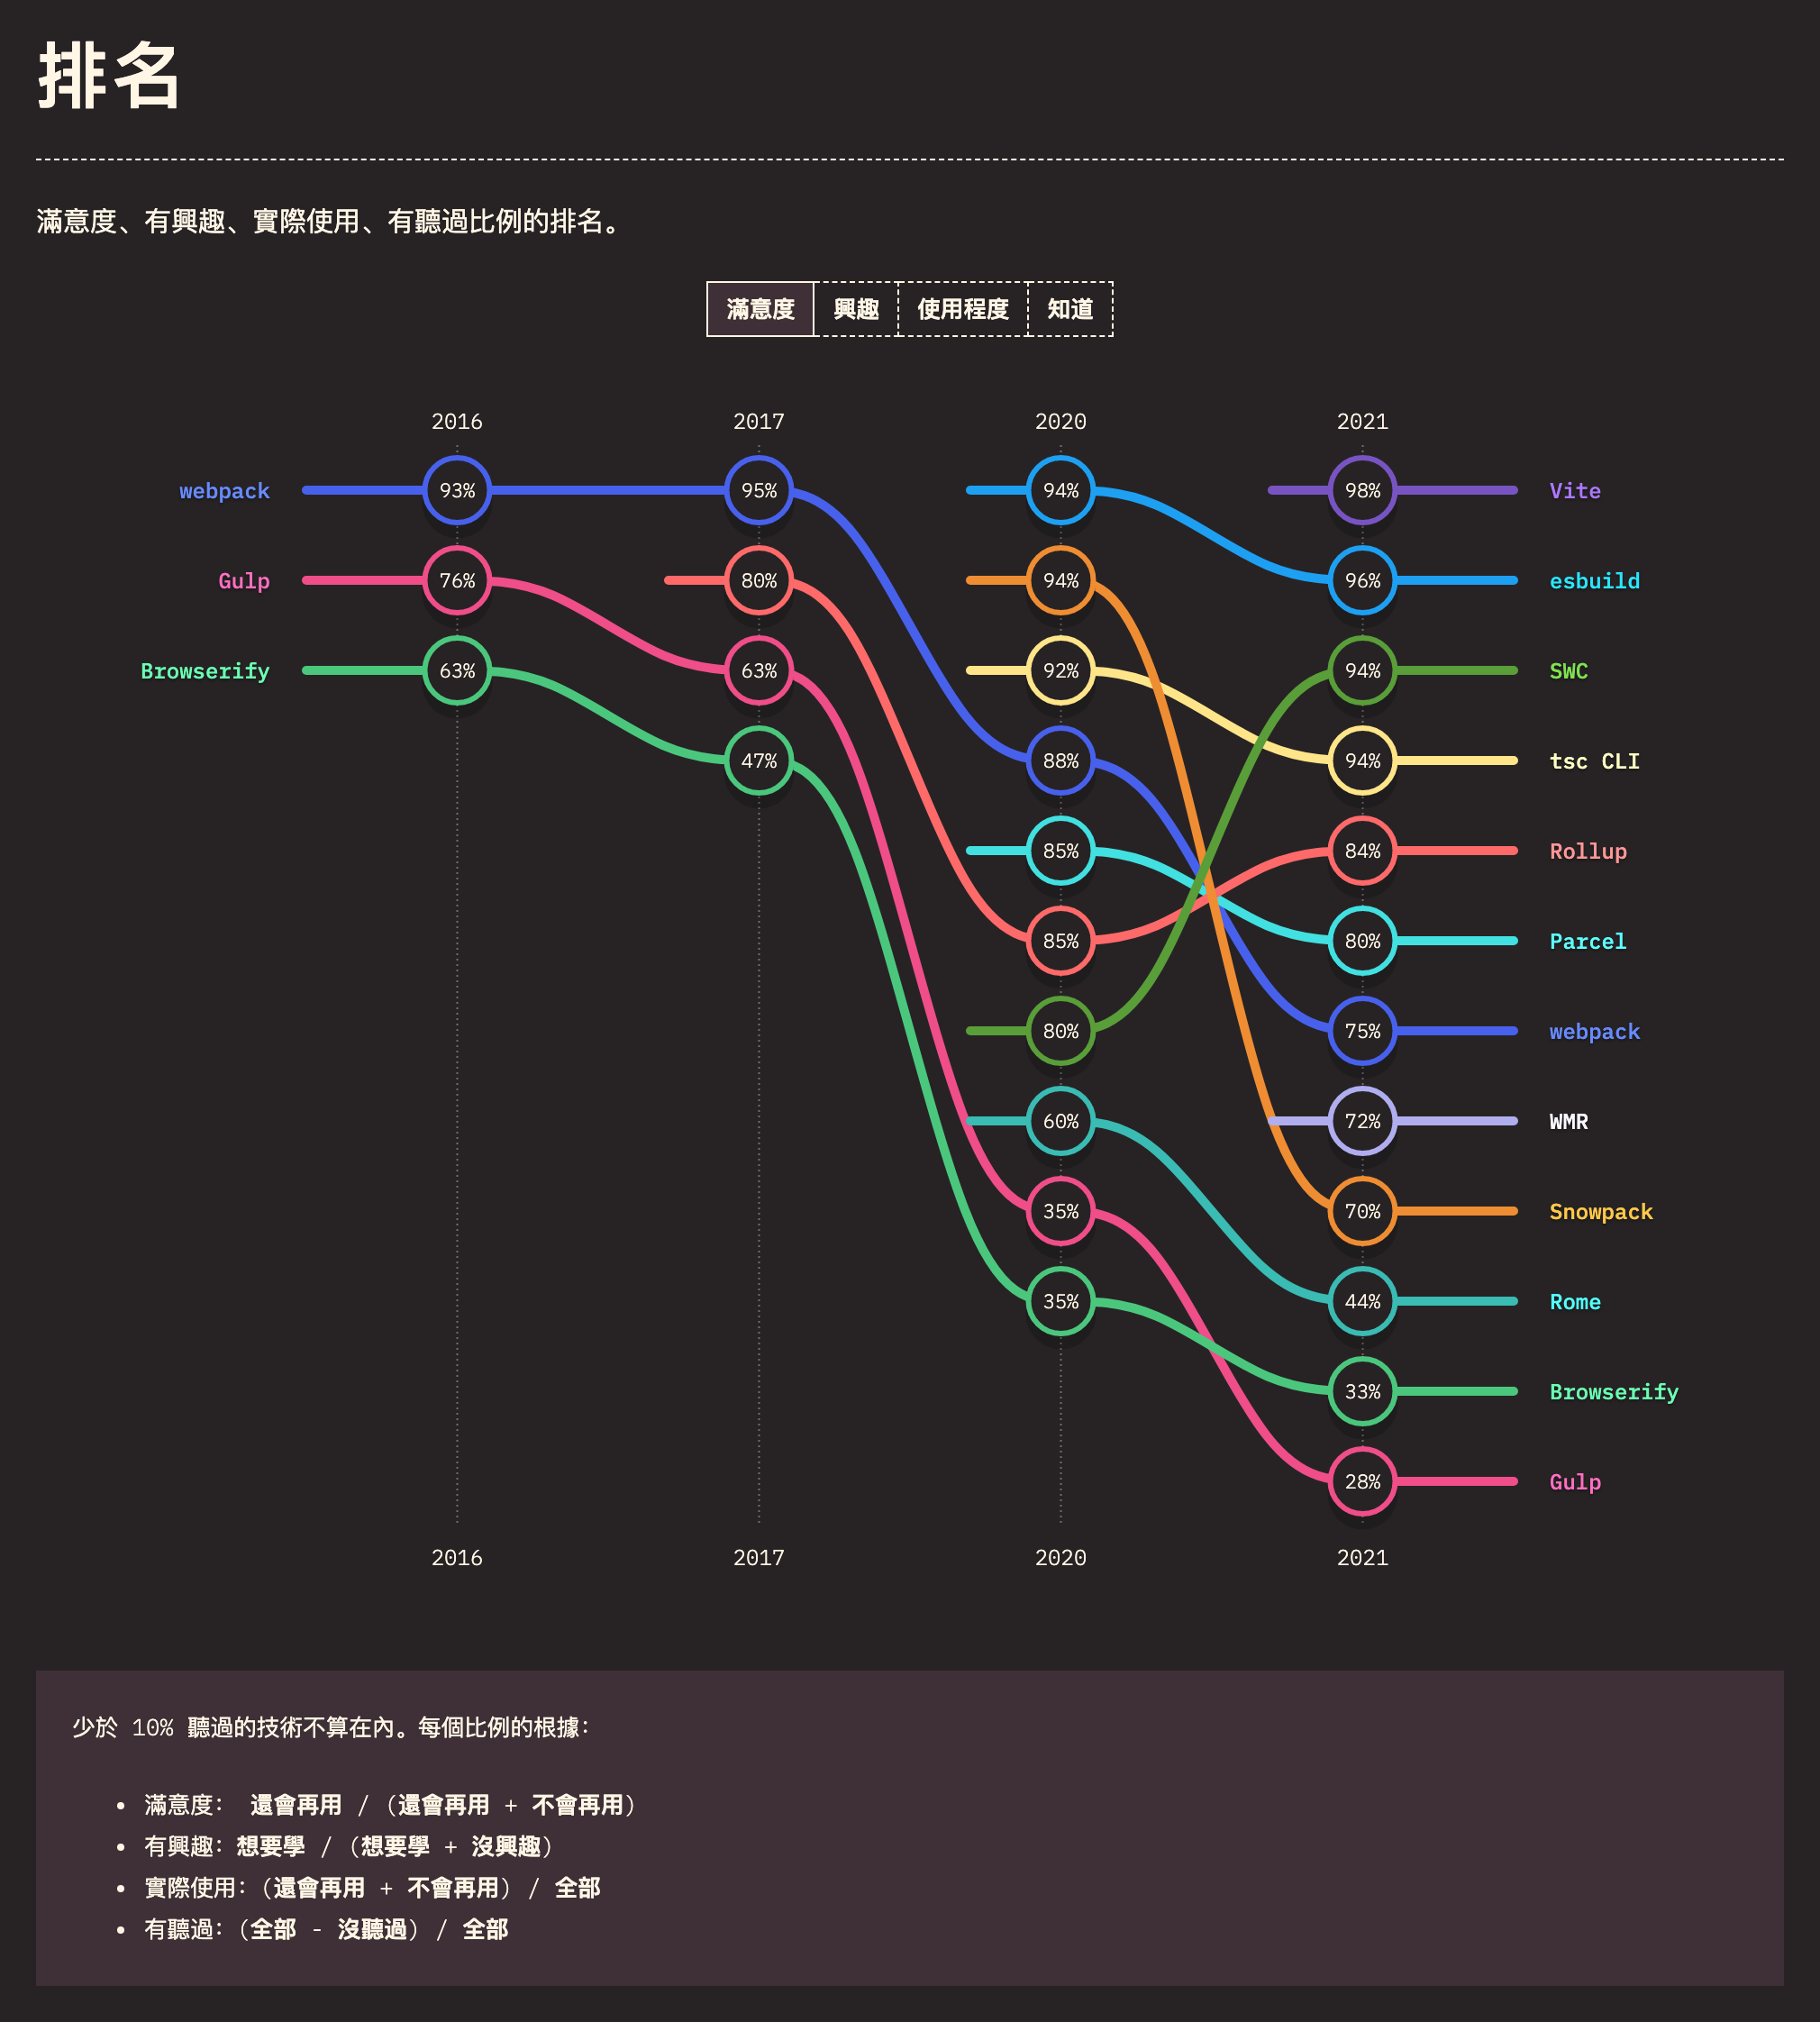 排名
滿意度、有興趣、實際使用、有聽過比例的排名。
滿意度 興趣 使用程度 知道
2016 2017 2020 2021
webpack 93% 95% 94% 98% Vite
Gulp 76% 80% 94% 96% esbuild
Browserify 63% 63% 92% 94% SWC
47% 88% 94% tsc CLI
85% 84% Rollup
85% 80% Parcel
80% 75% webpack
60% 72% WMR
35% 70% Snowpack
35% 44% Rome
33% Browserify
28% Gulp
2016 2017 2020 2021
少於 10% 聽過的技術不算在內。每個比例的根據:
• 滿意度: 還會再用 / (還會再用 + 不會再用)
• 有興趣: 想要學 / (想要學 + 沒興趣)
• 實際使用: (還會再用 + 不會再用) / 全部
• 有聽過: (全部 - 沒聽過) / 全部